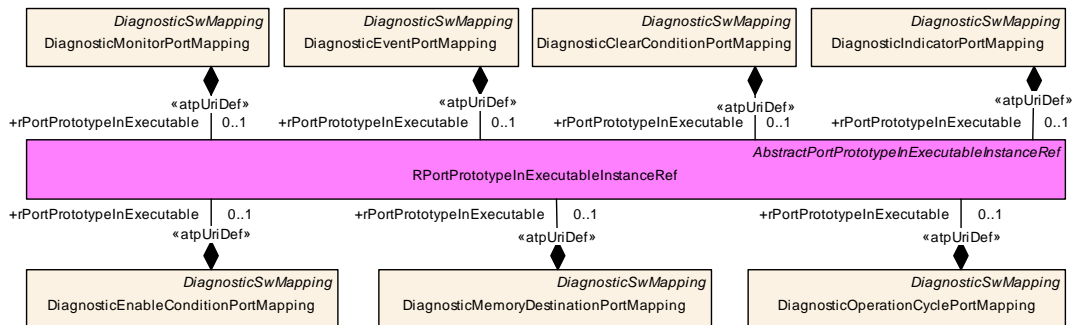 DiagnosticSwMapping
DiagnosticMonitorPortMapping
DiagnosticSwMapping
DiagnosticEventPortMapping
DiagnosticSwMapping
DiagnosticClearConditionPortMapping
DiagnosticSwMapping
DiagnosticIndicatorPortMapping
«atpUriDef»
+rPortPrototypeInExecutable 0..1
«atpUriDef»
+rPortPrototypeInExecutable 0..1
«atpUriDef»
+rPortPrototypeInExecutable 0..1
«atpUriDef»
+rPortPrototypeInExecutable 0..1
AbstractPortPrototypeInExecutableInstanceRef
RPortPrototypeInExecutableInstanceRef
+rPortPrototypeInExecutable 0..1
«atpUriDef»
+rPortPrototypeInExecutable 0..1
«atpUriDef»
+rPortPrototypeInExecutable 0..1
«atpUriDef»
DiagnosticSwMapping
DiagnosticEnableConditionPortMapping
DiagnosticSwMapping
DiagnosticMemoryDestinationPortMapping
DiagnosticSwMapping
DiagnosticOperationCyclePortMapping